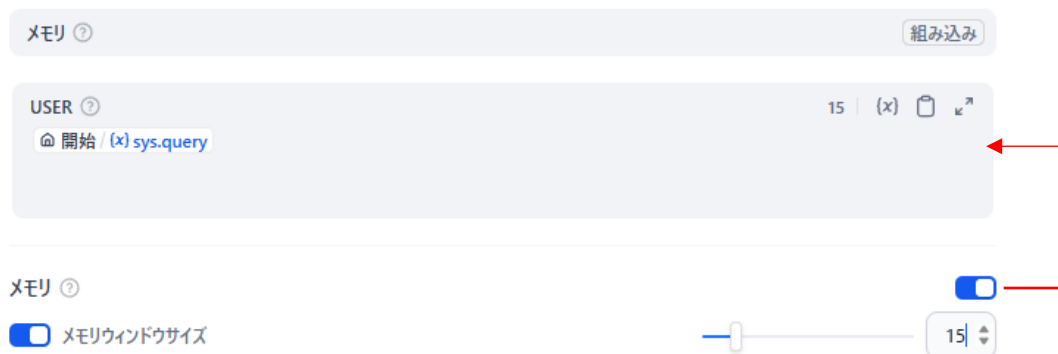 メモリ 組み込み
USER 15 {x}
開始 / {x} sys.query
メモリ
メモリウィンドウサイズ 15